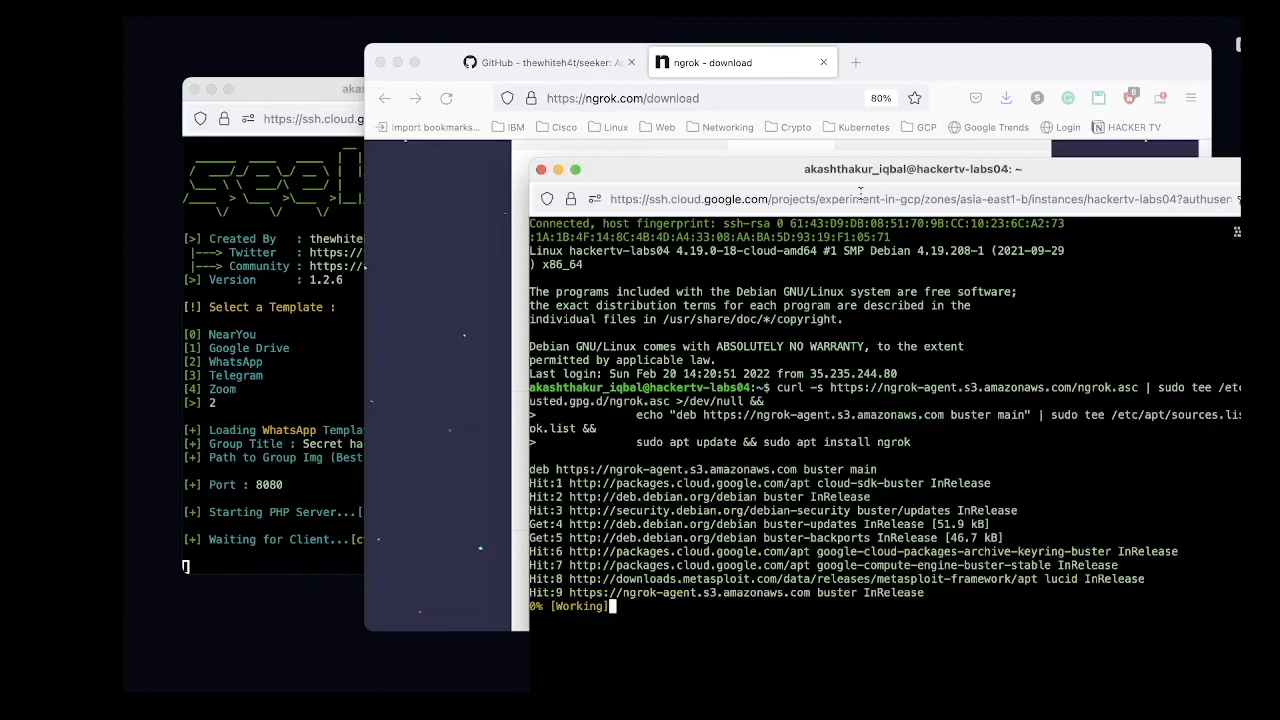 GitHub - thewhiteh4t/seeker: Ac
ngrok - download
https://ngrok.com/download
80%
6
Import bookmarks...
IBM
Cisco
Linux
Web
Networking
Crypto
Kubernetes
GCP
Google Trends
Login
HACKER TV
akas
https://ssh.cloud.g
[>] Created By : thewhite
|---> Twitter : https://
|---> Community : https://
[>] Version : 1.2.6
[!] Select a Template :
[0] NearYou
[1] Google Drive
[2] WhatsApp
[3] Telegram
[4] Zoom
[>] 2
[+] Loading WhatsApp Templat
[+] Group Title : Secret ha
[+] Path to Group Img (Best
[+] Port : 8080
[+] Starting PHP Server...[
[+] Waiting for Client...[c
akashthakur_iqbal@hackertv-labs04: ~
https://ssh.cloud.google.com/projects/experiment-in-gcp/zones/asia-east1-b/instances/hackertv-labs04?authuser
Connected, host fingerprint: ssh-rsa 0 61:43:D9:DB:08:51:70:9B:CC:10:23:6C:A2:73
:1A:1B:4F:14:8C:4B:4D:A4:33:08:AA:BA:5D:93:19:F1:05:71
Linux hackertv-labs04 4.19.0-18-cloud-amd64 #1 SMP Debian 4.19.208-1 (2021-09-29
) x86_64
The programs included with the Debian GNU/Linux system are free software;
the exact distribution terms for each program are described in the
individual files in /usr/share/doc/*/copyright.
Debian GNU/Linux comes with ABSOLUTELY NO WARRANTY, to the extent
permitted by applicable law.
Last login: Sun Feb 20 14:20:51 2022 from 35.235.244.80
akashthakur_iqbal@hackertv-labs04:~$ curl -s https://ngrok-agent.s3.amazonaws.com/ngrok.asc | sudo tee /etc
usted.gpg.d/ngrok.asc >/dev/null &&
> echo "deb https://ngrok-agent.s3.amazonaws.com buster main" | sudo tee /etc/apt/sources.lis
ok.list &&
> sudo apt update && sudo apt install ngrok
deb https://ngrok-agent.s3.amazonaws.com buster main
Hit:1 http://packages.cloud.google.com/apt cloud-sdk-buster InRelease
Hit:2 http://deb.debian.org/debian buster InRelease
Hit:3 http://security.debian.org/debian-security buster/updates InRelease
Get:4 http://deb.debian.org/debian buster-updates InRelease [51.9 kB]
Get:5 http://deb.debian.org/debian buster-backports InRelease [46.7 kB]
Hit:6 http://packages.cloud.google.com/apt google-cloud-packages-archive-keyring-buster InRelease
Hit:7 http://packages.cloud.google.com/apt google-compute-engine-buster-stable InRelease
Hit:8 http://downloads.metasploit.com/data/releases/metasploit-framework/apt lucid InRelease
Hit:9 https://ngrok-agent.s3.amazonaws.com buster InRelease
0% [Working]